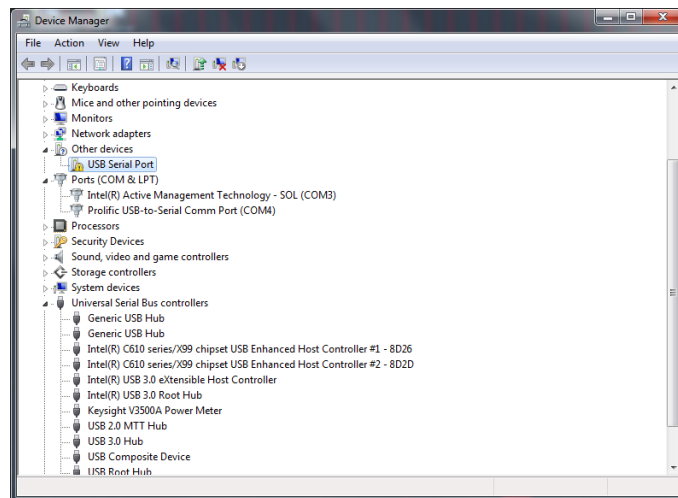 Device Manager
File Action View Help
Keyboards
Mice and other pointing devices
Monitors
Network adapters
Other devices
USB Serial Port
Ports (COM & LPT)
Intel(R) Active Management Technology - SOL (COM3)
Prolific USB-to-Serial Comm Port (COM4)
Processors
Security Devices
Sound, video and game controllers
Storage controllers
System devices
Universal Serial Bus controllers
Generic USB Hub
Generic USB Hub
Intel(R) C610 series/X99 chipset USB Enhanced Host Controller #1 - 8D26
Intel(R) C610 series/X99 chipset USB Enhanced Host Controller #2 - 8D2D
Intel(R) USB 3.0 eXtensible Host Controller
Intel(R) USB 3.0 Root Hub
Keysight V3500A Power Meter
USB 2.0 MTT Hub
USB 3.0 Hub
USB Composite Device
USB Root Hub